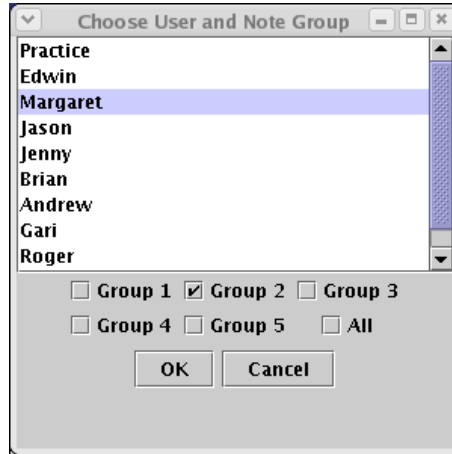 Choose User and Note Group
Practice
Edwin
Margaret
Jason
Jenny
Brian
Andrew
Gari
Roger
Group 1 Group 2 Group 3
Group 4 Group 5 All
OK Cancel